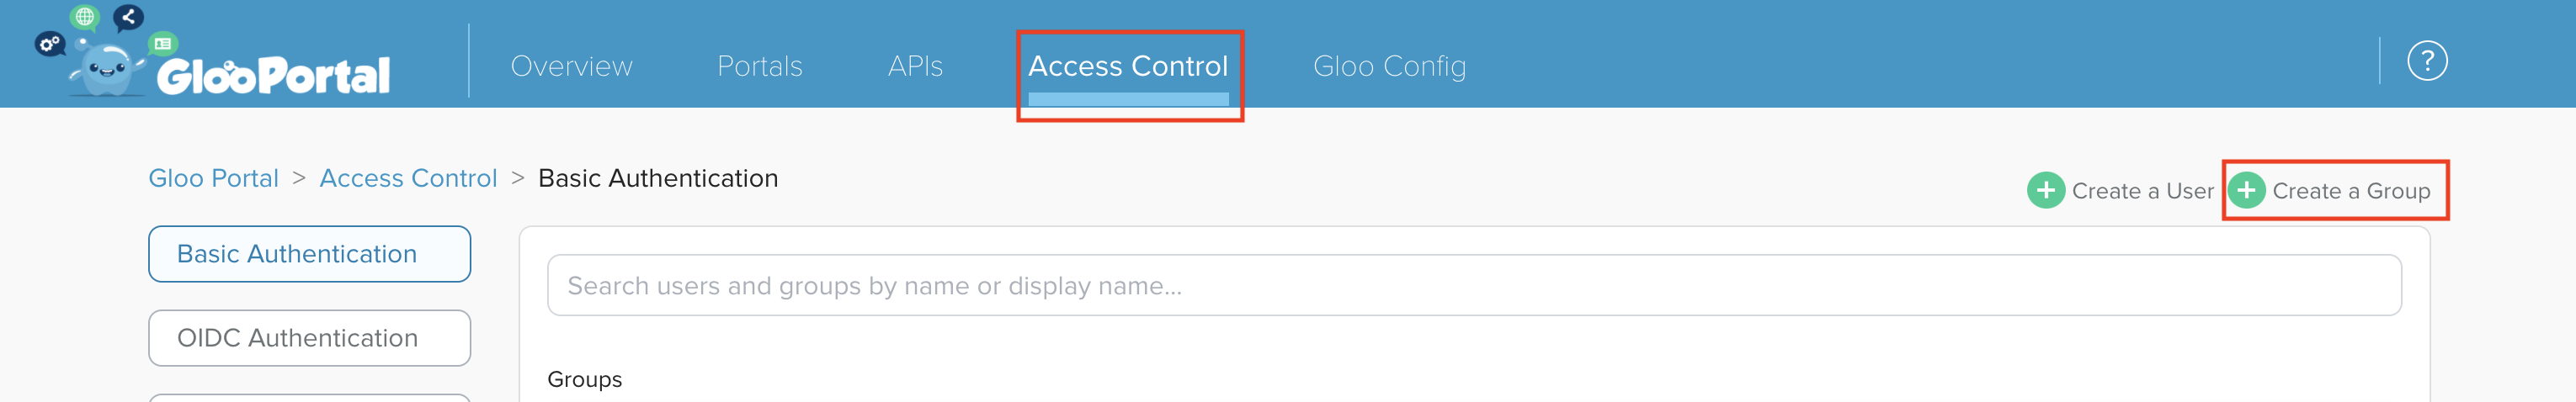 GlooPortal
Overview
Portals
APIs
Access Control
Gloo Config
?
Gloo Portal > Access Control > Basic Authentication
Create a User
Create a Group
Basic Authentication
Search users and groups by name or display name...
OIDC Authentication
Groups